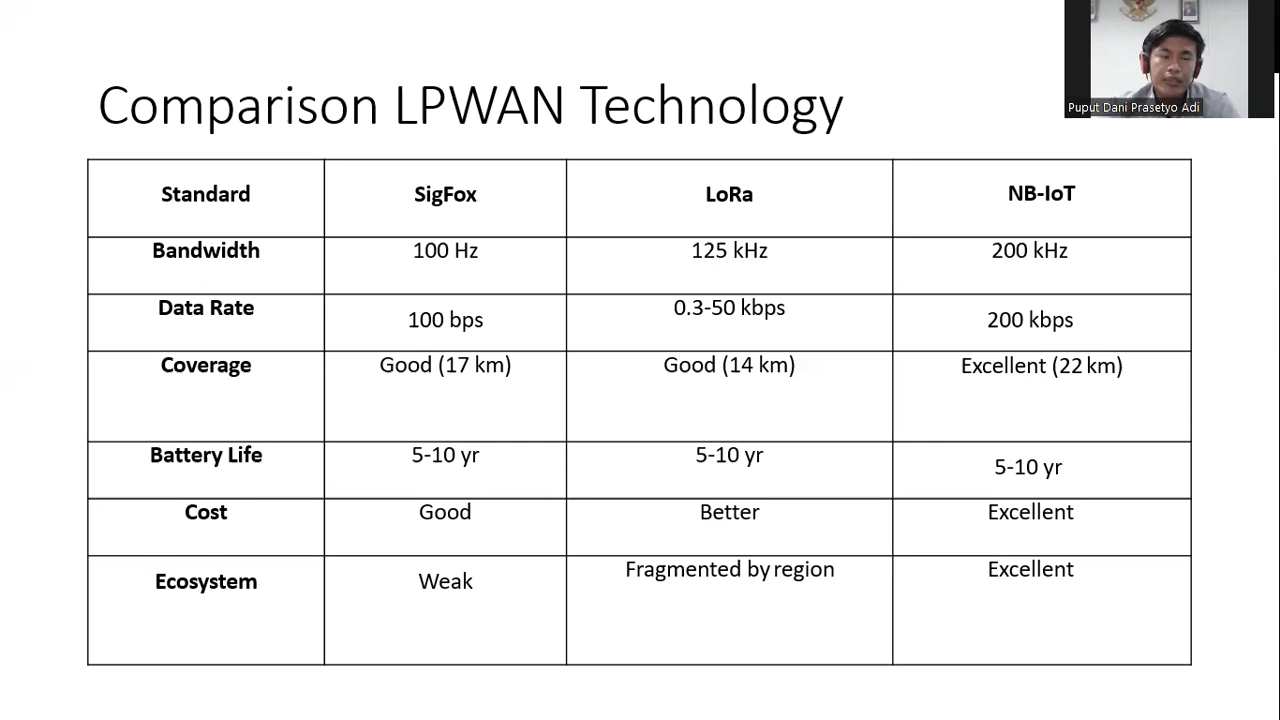 Puput Dani Prasetyo Adi
Comparison LPWAN Technology
Standard SigFox LoRa NB-IoT
Bandwidth 100 Hz 125 kHz 200 kHz
Data Rate 100 bps 0.3-50 kbps 200 kbps
Coverage Good (17 km) Good (14 km) Excellent (22 km)
Battery Life 5-10 yr 5-10 yr 5-10 yr
Cost Good Better Excellent
Ecosystem Weak Fragmented by region Excellent